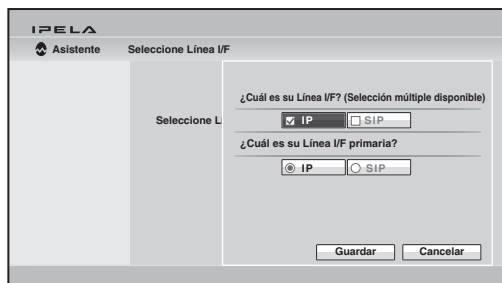 IPELA
Asistente Seleccione Línea I/F
¿Cuál es su Línea I/F? (Selección múltiple disponible)
Seleccione L
IP SIP
¿Cuál es su Línea I/F primaria?
IP SIP
Guardar Cancelar